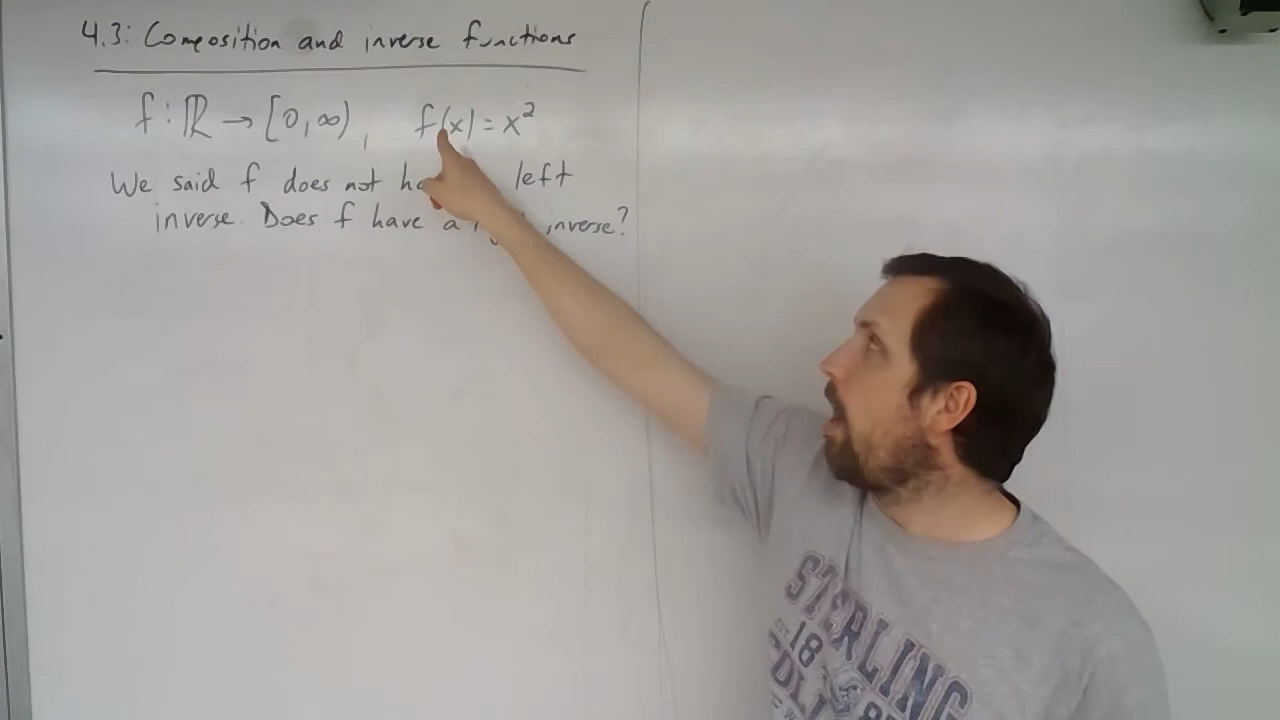 4.3: Composition and inverse functions
f : ℝ → [0, ∞), f(x) = x²
We said f does not left
inverse. Does f have a inverse?
STERLING
18